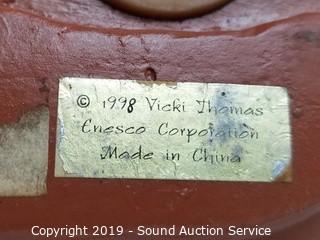 © 1998 Vicki Thomas
Enesco Corporation
Made in China
Copyright 2019 - Sound Auction Service